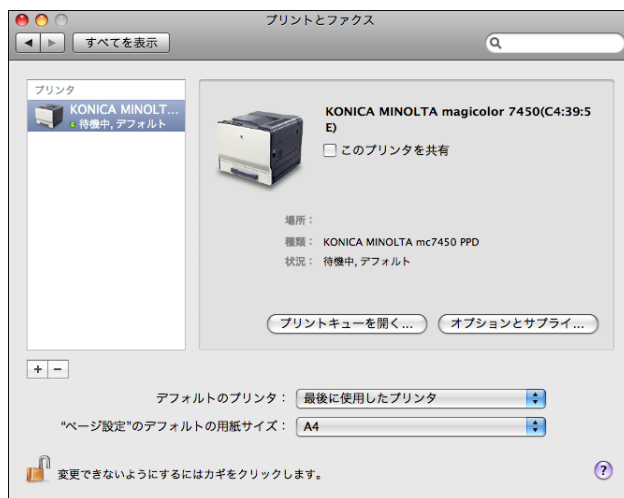 プリントとファクス
すべてを表示
プリンタ
KONICA MINOLT...
待機中, デフォルト
KONICA MINOLTA magicolor 7450(C4:39:5
E)
このプリンタを共有
場所：
種類： KONICA MINOLTA mc7450 PPD
状況： 待機中, デフォルト
プリントキューを開く...
オプションとサプライ...
+ −
デフォルトのプリンタ： 最後に使用したプリンタ
"ページ設定"のデフォルトの用紙サイズ： A4
変更できないようにするにはカギをクリックします。
?